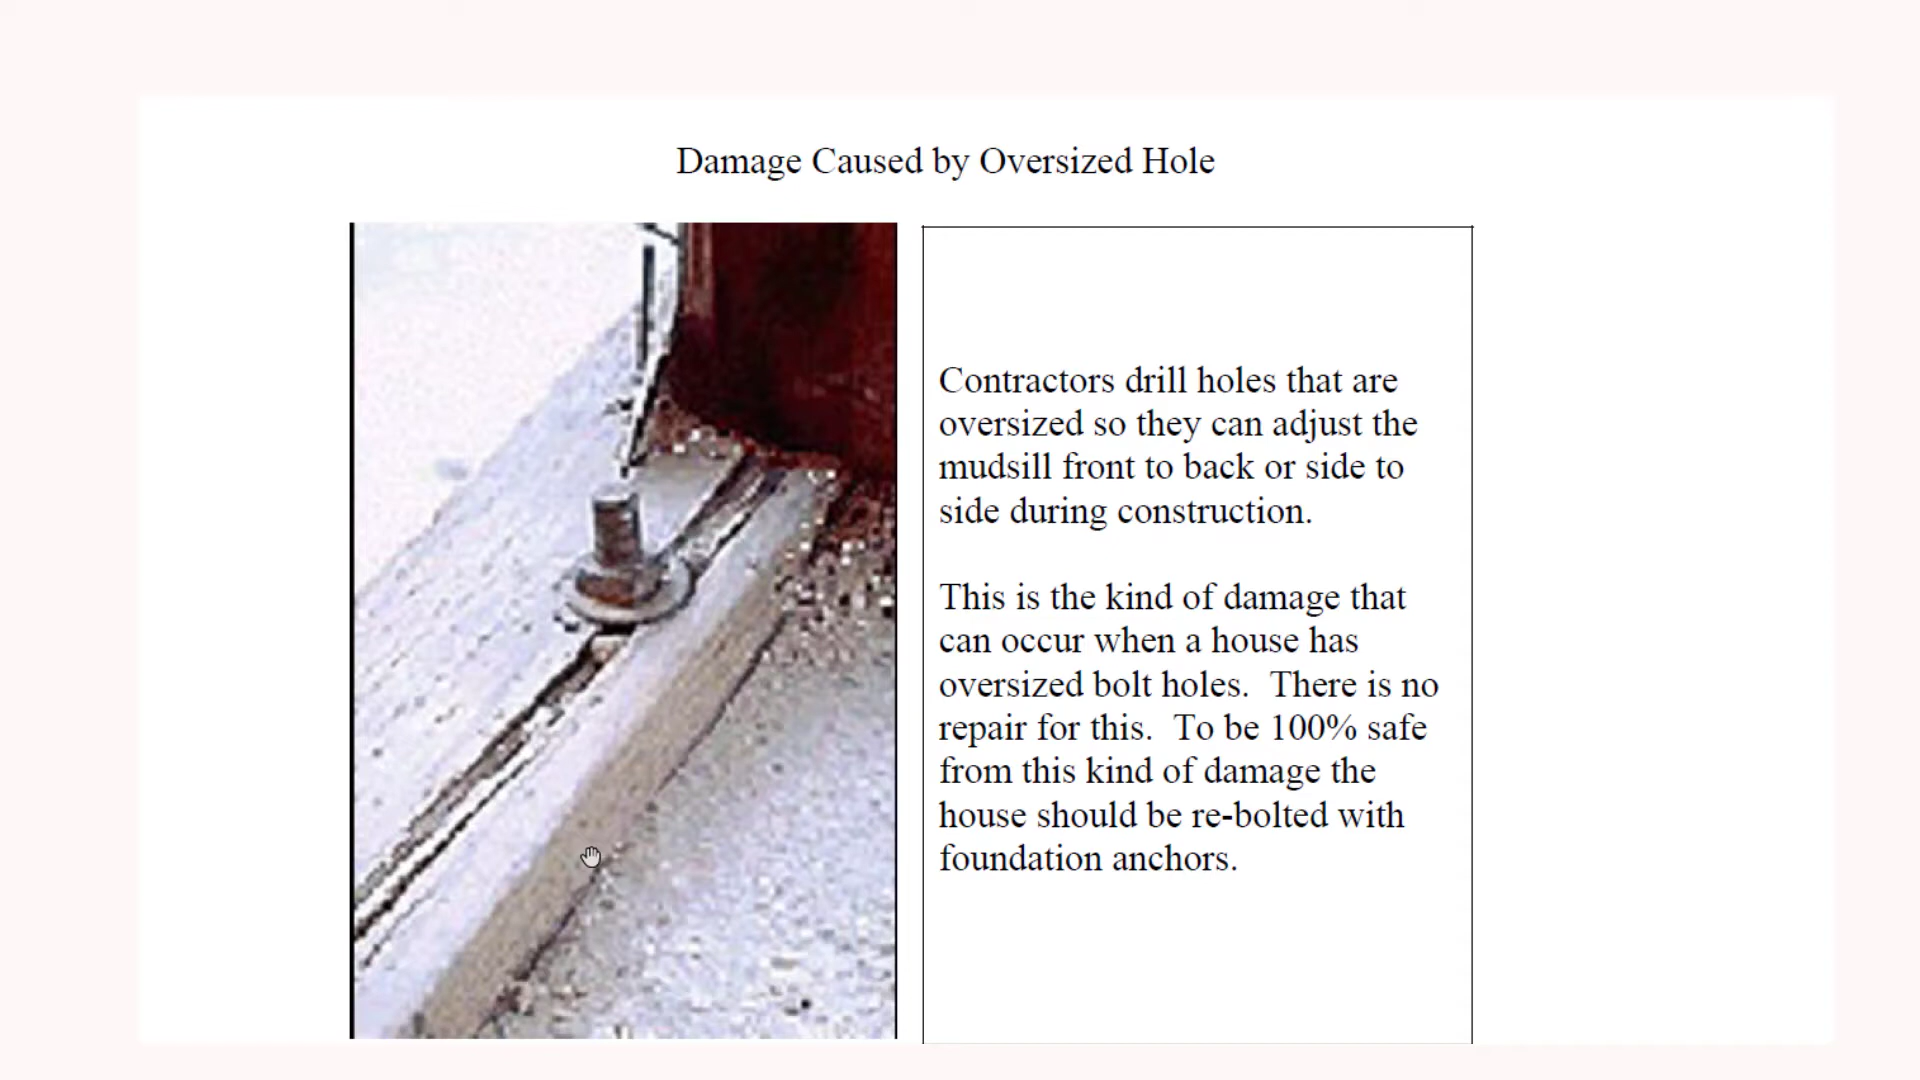 Damage Caused by Oversized Hole
Contractors drill holes that are
oversized so they can adjust the
mudsill front to back or side to
side during construction.
This is the kind of damage that
can occur when a house has
oversized bolt holes.  There is no
repair for this.  To be 100% safe
from this kind of damage the
house should be re-bolted with
foundation anchors.